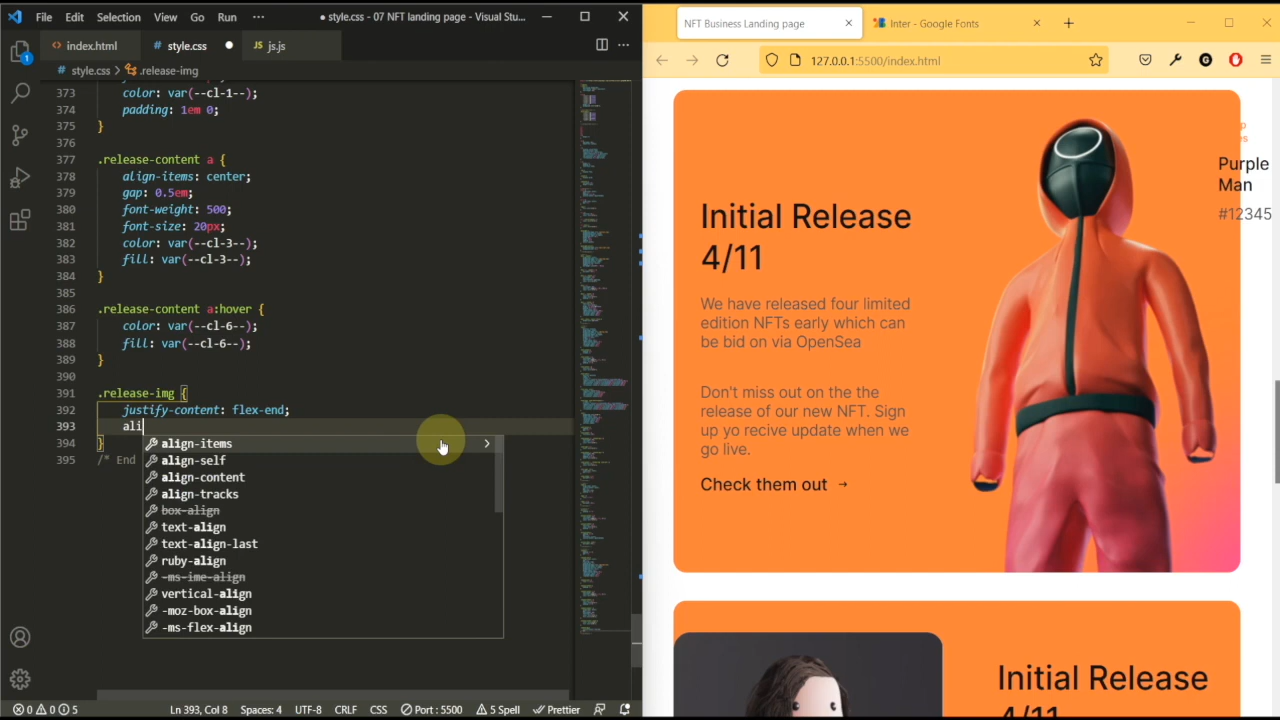 File Edit Selection View Go Run ··· ● style.css - 07 NFT landing page - Visual Stu...
index.html style.css ● js.js
style.css > .release-img
373 color: var(--cl-1--);
374 padding: 1em 0;
375 }
376
377 .release-content a {
378 align-items: center;
379 gap: 0.5em;
380 font-weight: 500;
381 font-size: 20px;
382 color: var(--cl-3--);
383 fill: var(--cl-3--);
384 }
385
386 .release-content a:hover {
387 color: var(--cl-6--);
388 fill: var(--cl-6--);
389 }
390
391 .release-img {
392 justify-content: flex-end;
393 ali
394 }
/* End
align-items
align-self
align-content
align-tracks
box-align
text-align
text-align-last
ruby-align
-ms-ime-align
vertical-align
-moz-box-align
-ms-flex-align
1
0 0 5 Ln 393, Col 8 Spaces: 4 UTF-8 CRLF CSS Port : 5500 5 Spell Prettier
NFT Business Landing page
Inter - Google Fonts
127.0.0.1:5500/index.html
Initial Release
4/11
We have released four limited
edition NFTs early which can
be bid on via OpenSea
Don't miss out on the the
release of our new NFT. Sign
up yo recive update when we
go live.
Check them out →
Purple
Man
#12345
Initial Release
4/11